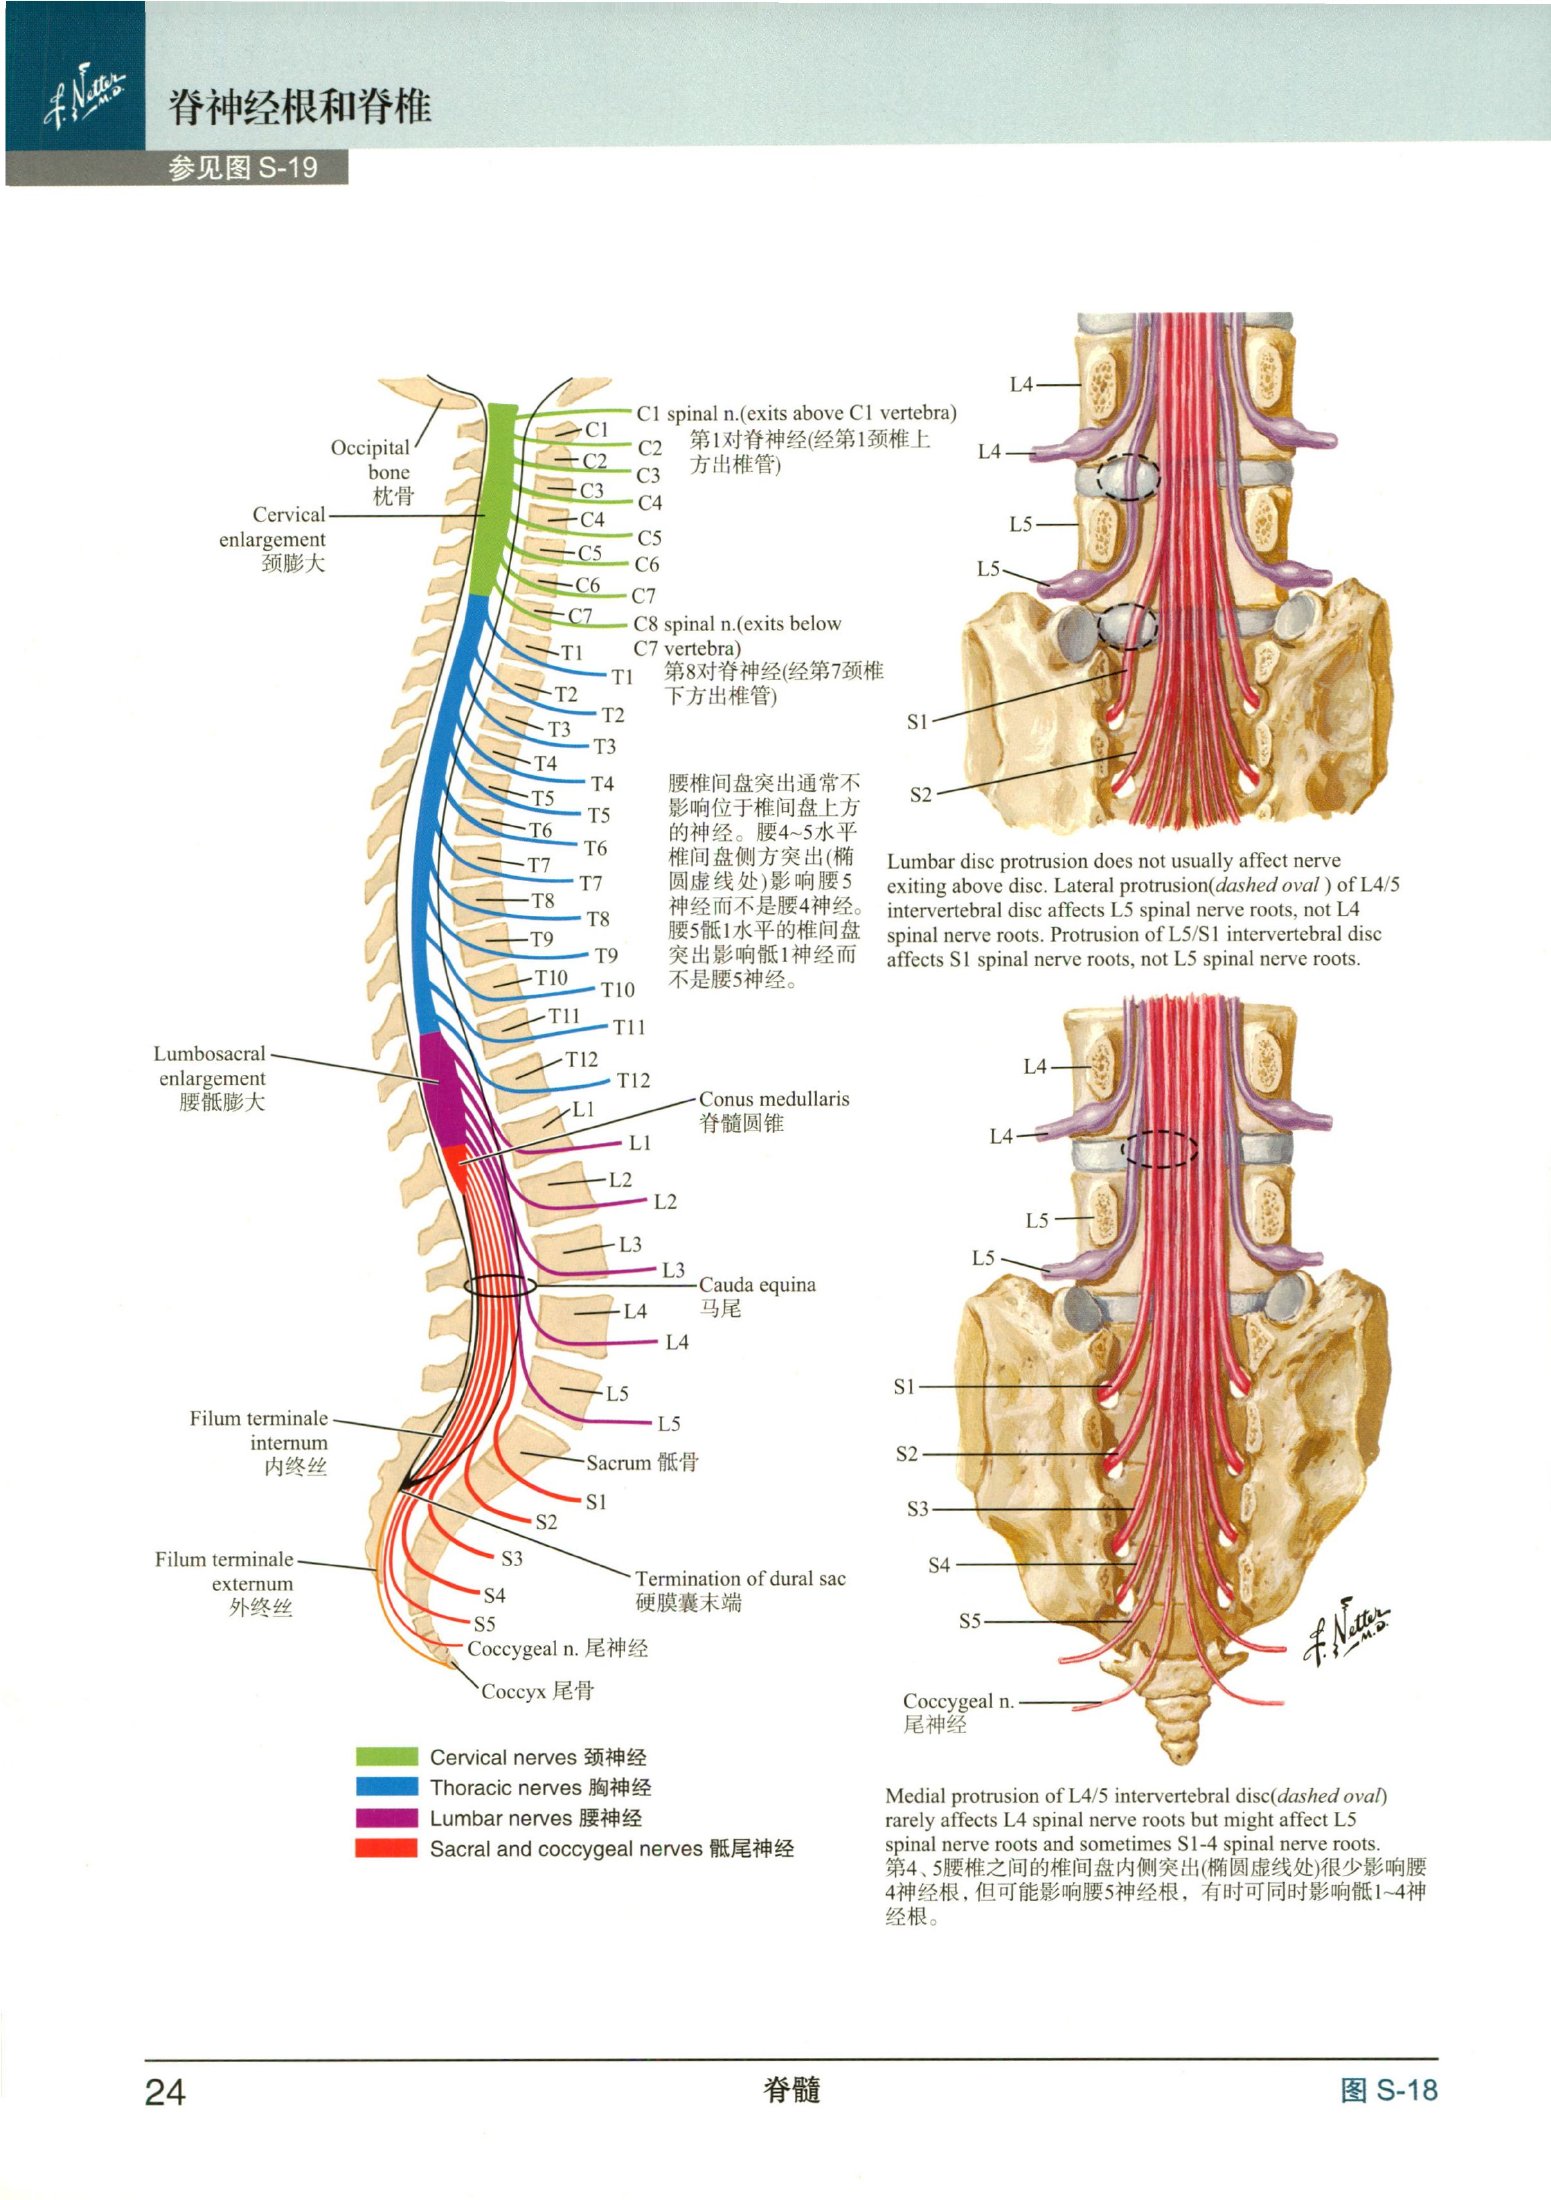 F. Netter M.D.
脊神经根和脊椎
参见图 S-19
Occipital
bone
枕骨
Cervical
enlargement
颈膨大
C1 spinal n.(exits above C1 vertebra)
第1对脊神经(经第1颈椎上
方出椎管)
C1
C2
C2
C3
C3
C4
C4
C5
C5
C6
C6
C7
C7
C8 spinal n.(exits below
C7 vertebra)
第8对脊神经(经第7颈椎
下方出椎管)
T1
T1
T2
T2
T3
T3
T4
T4
T5
T5
T6
T6
T7
T7
T8
T8
T9
T9
T10
T10
T11
T11
T12
T12
Lumbosacral
enlargement
腰骶膨大
Conus medullaris
脊髓圆锥
L1
L1
L2
L2
L3
L3
Cauda equina
马尾
L4
L4
L5
L5
Filum terminale
internum
内终丝
Sacrum 骶骨
S1
S2
S3
S4
S5
Filum terminale
externum
外终丝
Termination of dural sac
硬膜囊末端
Coccygeal n. 尾神经
Coccyx 尾骨
Cervical nerves 颈神经
Thoracic nerves 胸神经
Lumbar nerves 腰神经
Sacral and coccygeal nerves 骶尾神经
腰椎间盘突出通常不
影响位于椎间盘上方
的神经。腰4~5水平
椎间盘侧方突出(椭
圆虚线处)影响腰5
神经而不是腰4神经。
腰5骶1水平的椎间盘
突出影响骶1神经而
不是腰5神经。
L4
L4
L5
L5
S1
S2
Lumbar disc protrusion does not usually affect nerve
exiting above disc. Lateral protrusion(dashed oval ) of L4/5
intervertebral disc affects L5 spinal nerve roots, not L4
spinal nerve roots. Protrusion of L5/S1 intervertebral disc
affects S1 spinal nerve roots, not L5 spinal nerve roots.
L4
L4
L5
L5
S1
S2
S3
S4
S5
F. Netter M.D.
Coccygeal n.
尾神经
Medial protrusion of L4/5 intervertebral disc(dashed oval)
rarely affects L4 spinal nerve roots but might affect L5
spinal nerve roots and sometimes S1-4 spinal nerve roots.
第4、5腰椎之间的椎间盘内侧突出(椭圆虚线处)很少影响腰
4神经根, 但可能影响腰5神经根, 有时可同时影响骶1~4神
经根。
24
脊髓
图 S-18